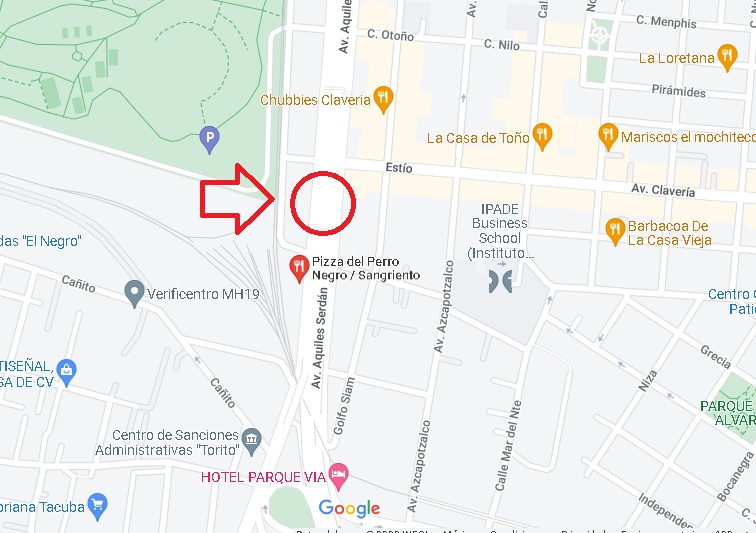 Av. Aquiles Serdán
C. Menphis
C. Otoño
C. Nilo
La Loretana
Pirámides
Chubbies Claveria
P
La Casa de Toño
Mariscos el mochiteco
Estío
Av. Clavería
IPADE
Business
School
(Instituto...
Barbacoa De
La Casa Vieja
das "El Negro"
Pizza del Perro
Negro / Sangriento
Cañito
Verificentro MH19
Av. Azcapotzalco
Centro
Patio
Av. Aquiles Serdán
Grecia
TISEÑAL,
SA DE CV
Cañito
Golfo Siam
Niza
Calle Mar del Nte
PARQUE
ALVAR
Av. Azcapotzalco
Bocanegra
Centro de Sanciones
Administrativas "Torito"
HOTEL PARQUE VIA
Independen
priana Tacuba
Google